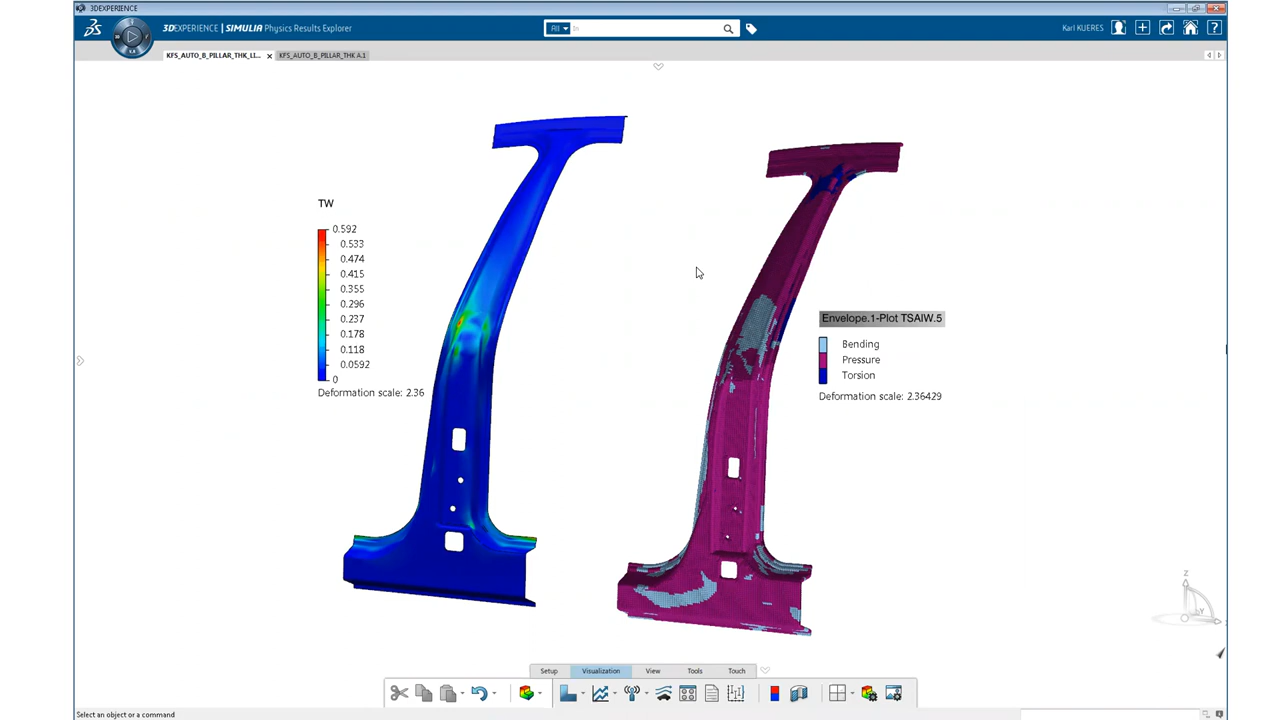 3DEXPERIENCE
3DEXPERIENCE | SIMULIA Physics Results Explorer
All
Karl KUERES
KFS_AUTO_B_PILLAR_THK_LI...
KFS_AUTO_B_PILLAR_THK A.1
TW
0.592
0.533
0.474
0.415
0.355
0.296
0.237
0.178
0.118
0.0592
0
Deformation scale: 2.36
Envelope.1-Plot TSAIW.5
Bending
Pressure
Torsion
Deformation scale: 2.36429
Z
Y
Setup
Visualization
View
Tools
Touch
Select an object or a command